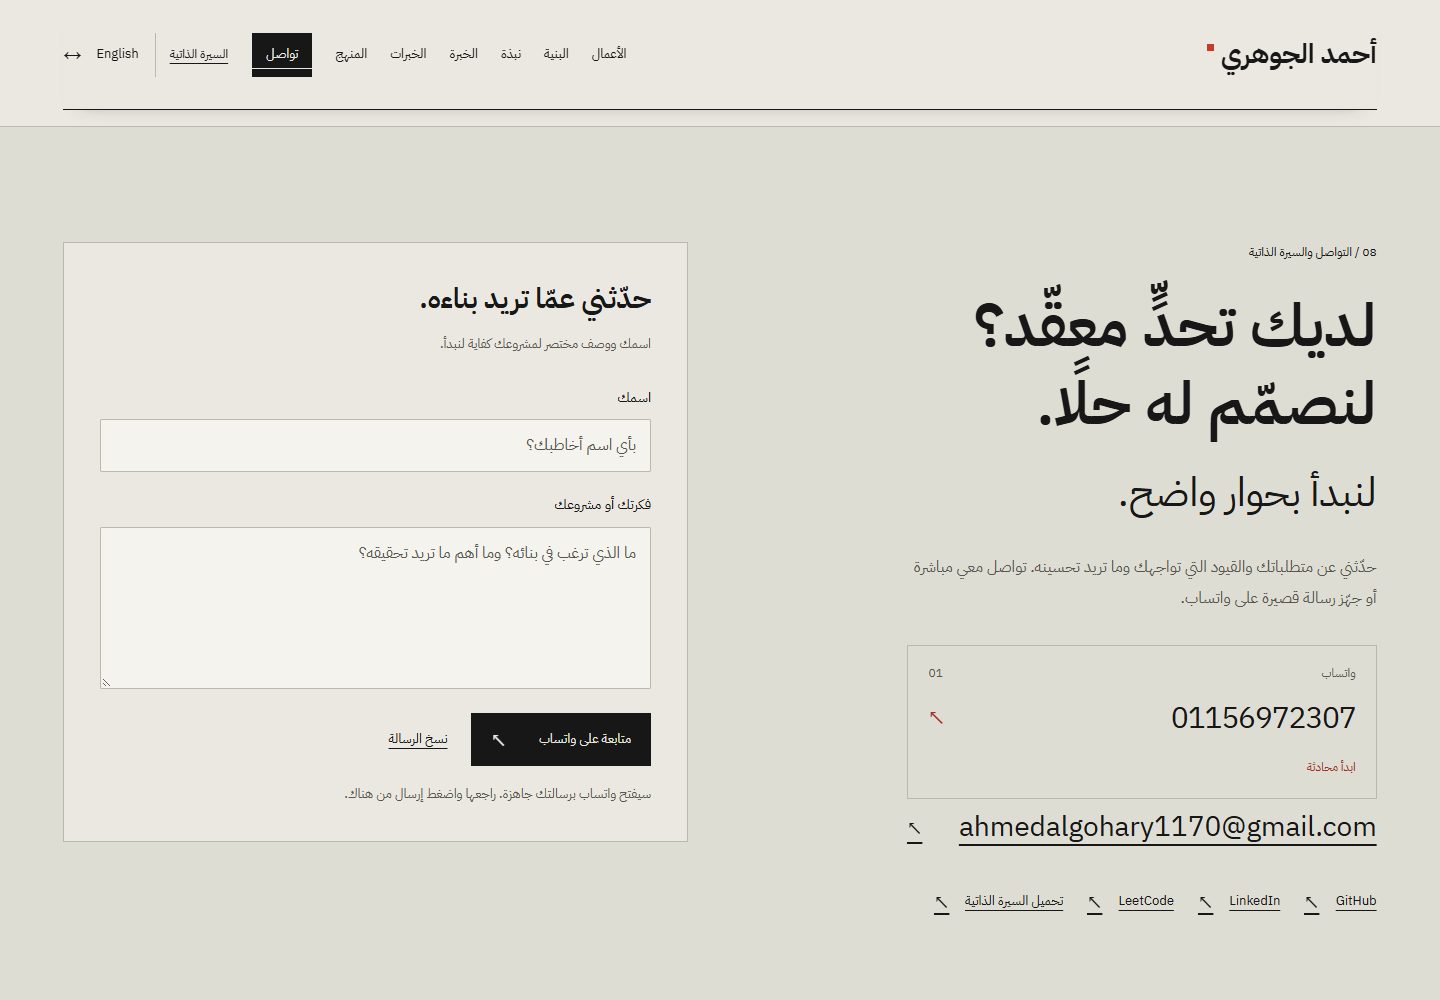 أحمد الجوهري
الأعمال
البنية
نبذة
الخبرة
الخبرات
المنهج
تواصل
السيرة الذاتية
English
08 / التواصل والسيرة الذاتية
لديك تحدٍّ معقّد؟
لنصمّم له حلًا.
لنبدأ بحوار واضح.
حدّثني عن متطلباتك والقيود التي تواجهك وما تريد تحسينه. تواصل معي مباشرة
أو جهّز رسالة قصيرة على واتساب.
واتساب
01
01156972307
ابدأ محادثة
ahmedalgohary1170@gmail.com
GitHub
LinkedIn
LeetCode
تحميل السيرة الذاتية
حدّثني عمّا تريد بناءه.
اسمك ووصف مختصر لمشروعك كفاية لنبدأ.
اسمك
بأي اسم أخاطبك؟
فكرتك أو مشروعك
ما الذي ترغب في بنائه؟ وما أهم ما تريد تحقيقه؟
متابعة على واتساب
نسخ الرسالة
سيفتح واتساب برسالتك جاهزة. راجعها واضغط إرسال من هناك.